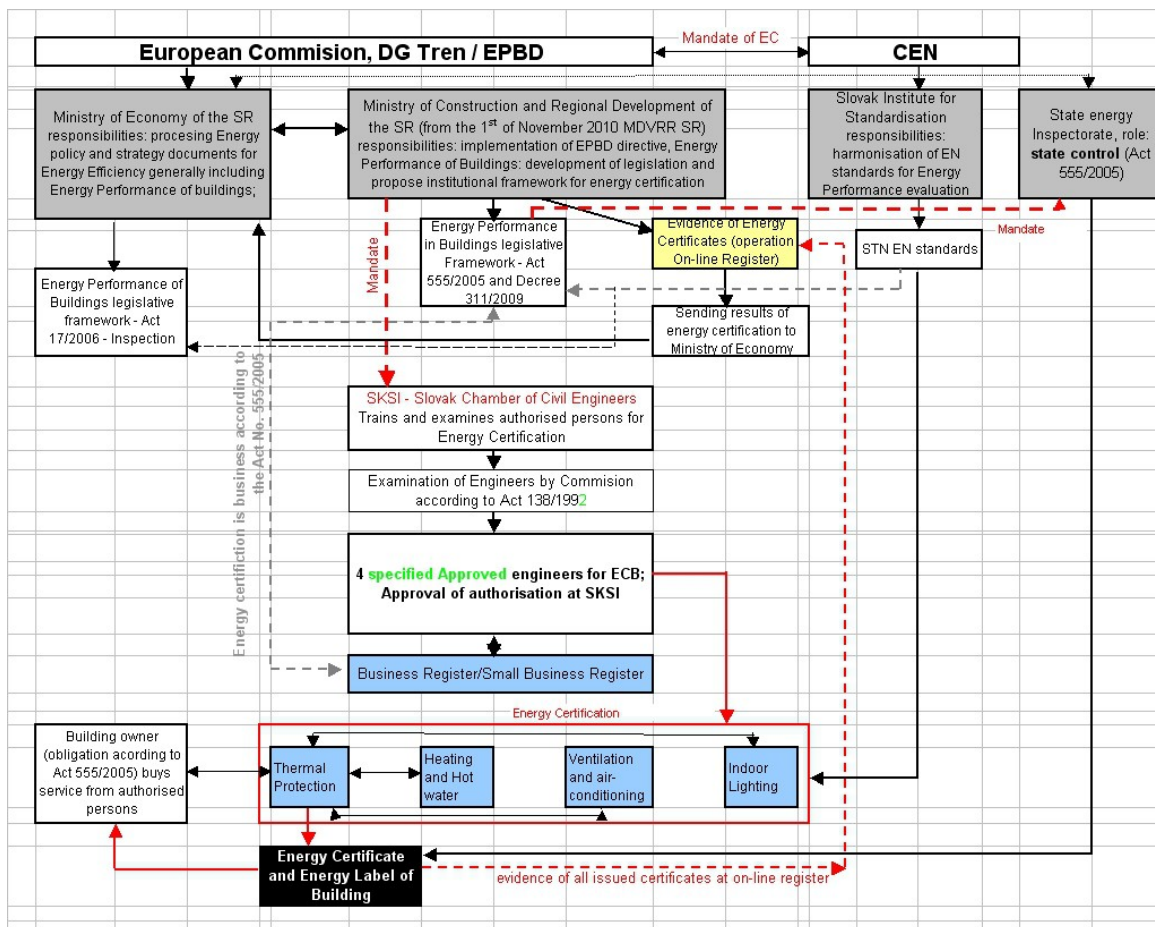 European Commision, DG Tren / EPBD
Mandate of EC
CEN
Ministry of Economy of the SR
responsibilities: procesing Energy
policy and strategy documents for
Energy Efficiency generally including
Energy Performance of buildings;
Ministry of Construction and Regional Development of
the SR (from the 1st of November 2010 MDVRR SR)
responsibilities: implementation of EPBD directive, Energy
Performance of Buildings: development of legislation and
propose institutional framework for energy certification
Slovak Institute for
Standardisation
responsibilities:
harmonisation of EN
standards for Energy
Performance evaluation
State energy
Inspectorate, role:
state control (Act
555/2005)
Mandate
Energy Performance
in Buildings legislative
Framework - Act
555/2005 and Decree
311/2009
Evidence of Energy
Certificates (operation
On-line Register)
Mandate
STN EN standards
Energy Performance of
Buildings legislative
framework - Act
17/2006 - Inspection
Sending results of
energy certification to
Ministry of Economy
Energy certifiction is business according to
the Act No. 555/2005
SKSI - Slovak Chamber of Civil Engineers
Trains and examines authorised persons for
Energy Certification
Examination of Engineers by Commision
according to Act 138/1992
4 specified Approved engineers for ECB;
Approval of authorisation at SKSI
Business Register/Small Business Register
Energy Certification
Building owner
(obligation acording to
Act 555/2005) buys
service from authorised
persons
Thermal
Protection
Heating
and Hot
water
Ventilation
and air-
conditioning
Indoor
Lighting
Energy Certificate
and Energy Label of
Building
evidence of all issued certificates at on-line register